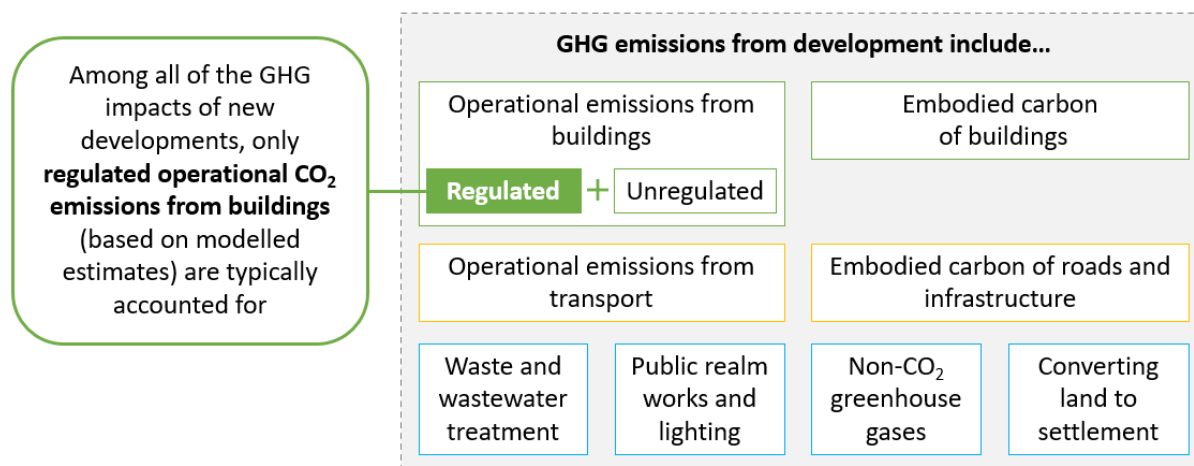 Among all of the GHG
impacts of new
developments, only
regulated operational CO₂
emissions from buildings
(based on modelled
estimates) are typically
accounted for
GHG emissions from development include...
Operational emissions from
buildings
Regulated + Unregulated
Embodied carbon
of buildings
Operational emissions from
transport
Embodied carbon of roads and
infrastructure
Waste and
wastewater
treatment
Public realm
works and
lighting
Non-CO₂
greenhouse
gases
Converting
land to
settlement